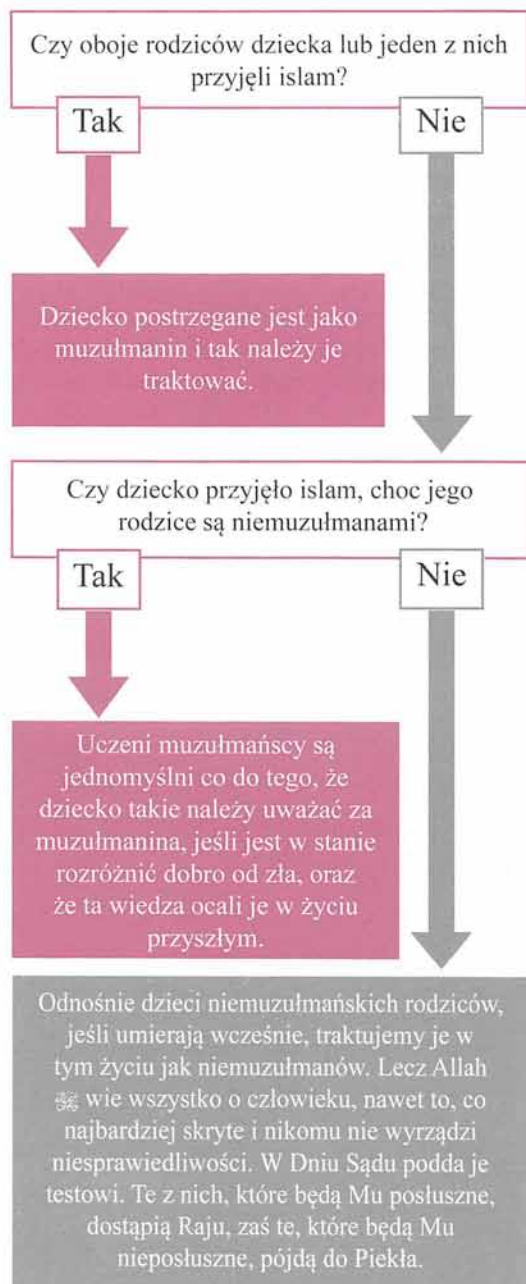 Czy oboje rodziców dziecka lub jeden z nich
przyjęli islam?
Tak
Nie
Dziecko postrzegane jest jako
muzułmanin i tak należy je
traktować.
Czy dziecko przyjęło islam, choc jego
rodzice są niemuzułmanami?
Tak
Nie
Uczeni muzułmańscy są
jednomyślni co do tego, że
dziecko takie należy uważać za
muzułmanina, jeśli jest w stanie
rozróżnić dobro od zła, oraz
że ta wiedza ocali je w życiu
przyszłym.
Odnośnie dzieci niemuzułmańskich rodziców,
jeśli umierają wcześnie, traktujemy je w
tym życiu jak niemuzułmanów. Lecz Allah
ﷻ wie wszystko o człowieku, nawet to, co
najbardziej skryte i nikomu nie wyrządzi
niesprawiedliwości. W Dniu Sądu podda je
testowi. Te z nich, które będą Mu posłuszne,
dostąpią Raju, zaś te, które będą Mu
nieposłuszne, pójdą do Piekła.